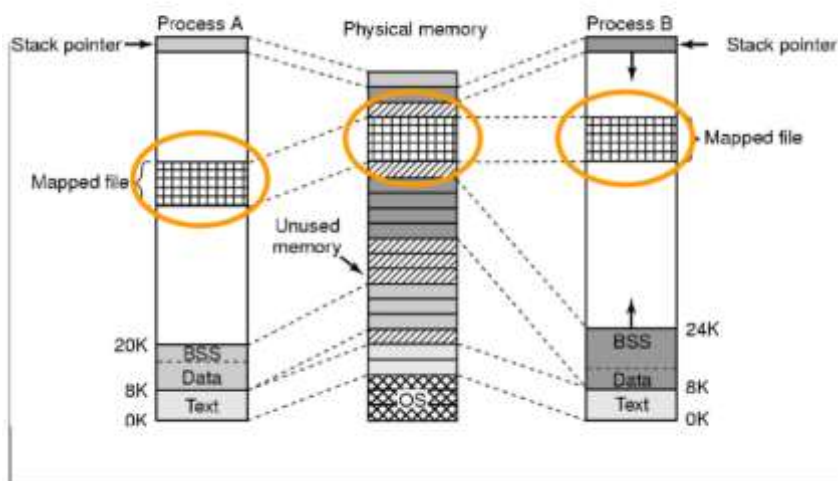 Process A
Physical memory
Process B
Stack pointer
Stack pointer
Mapped file
Mapped file
Unused
memory
20K
BSS
Data
8K
Text
0K
OS
24K
BSS
Data
8K
Text
0K